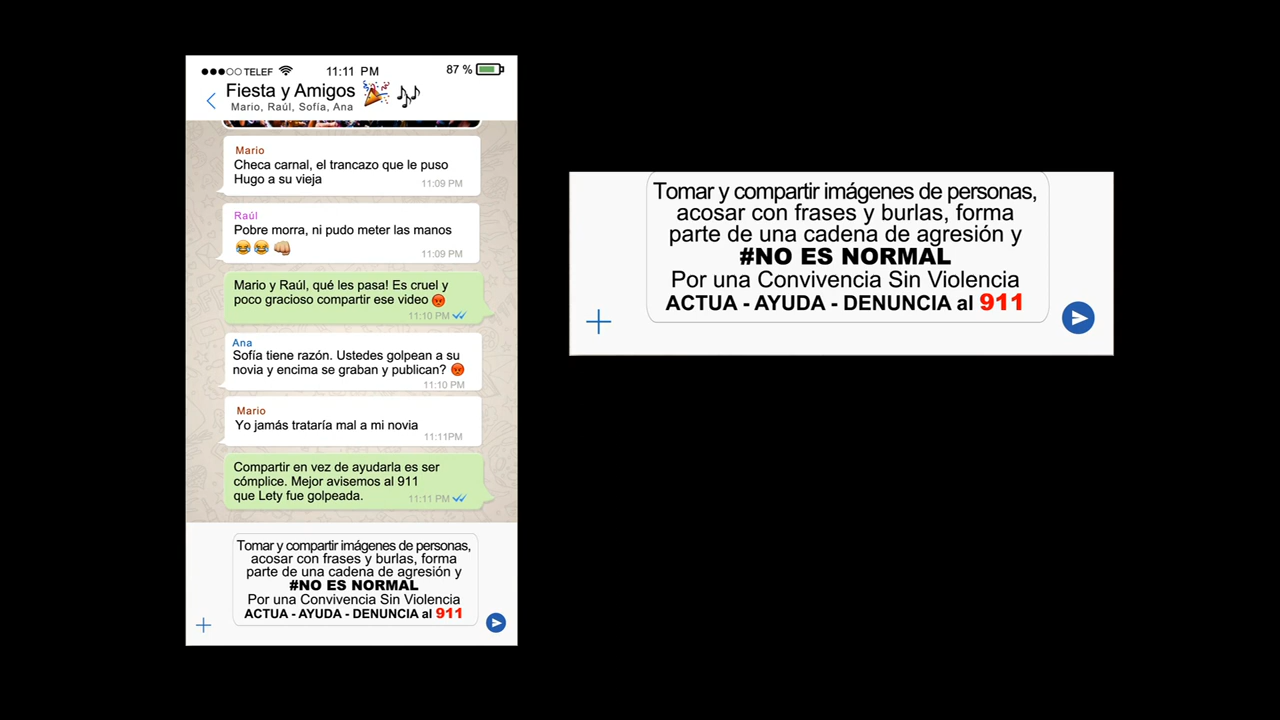 TELEF 11:11 PM 87 %
Fiesta y Amigos
Mario, Raúl, Sofía, Ana
Mario
Checa carnal, el trancazo que le puso
Hugo a su vieja
11:09 PM
Raúl
Pobre morra, ni pudo meter las manos
😂 😂 👊🏼
11:09 PM
Mario y Raúl, qué les pasa! Es cruel y
poco gracioso compartir ese video 😡
11:10 PM
Ana
Sofía tiene razón. Ustedes golpean a su
novia y encima se graban y publican? 😡
11:10 PM
Mario
Yo jamás trataría mal a mi novia
11:11PM
Compartir en vez de ayudarla es ser
cómplice. Mejor avisemos al 911
que Lety fue golpeada.
11:11 PM
Tomar y compartir imágenes de personas,
acosar con frases y burlas, forma
parte de una cadena de agresión y
#NO ES NORMAL
Por una Convivencia Sin Violencia
ACTUA - AYUDA - DENUNCIA al 911
Tomar y compartir imágenes de personas,
acosar con frases y burlas, forma
parte de una cadena de agresión y
#NO ES NORMAL
Por una Convivencia Sin Violencia
ACTUA - AYUDA - DENUNCIA al 911